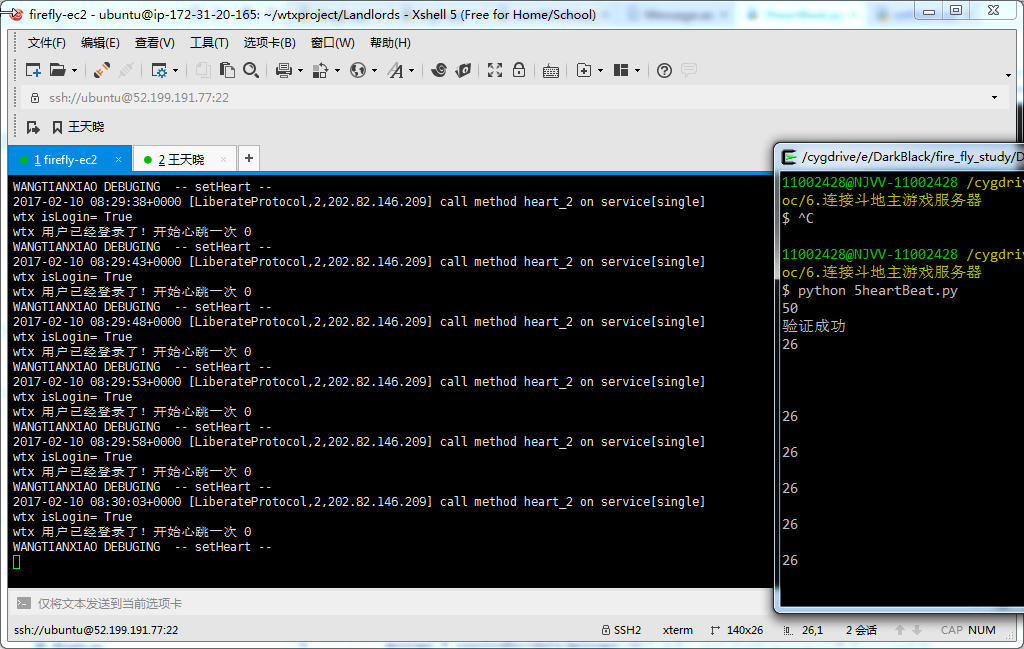 firefly-ec2 - ubuntu@ip-172-31-20-165: ~/wtxproject/Landlords - Xshell 5 (Free for Home/School)
文件(F) 编辑(E) 查看(V) 工具(T) 选项卡(B) 窗口(W) 帮助(H)
ssh://ubuntu@52.199.191.77:22
王天晓
1 firefly-ec2 × 2 王天晓 × +
WANGTIANXIAO DEBUGING -- setHeart --
2017-02-10 08:29:38+0000 [LiberateProtocol,2,202.82.146.209] call method heart_2 on service[single]
wtx isLogin= True
wtx 用户已经登录了! 开始心跳一次 0
WANGTIANXIAO DEBUGING -- setHeart --
2017-02-10 08:29:43+0000 [LiberateProtocol,2,202.82.146.209] call method heart_2 on service[single]
wtx isLogin= True
wtx 用户已经登录了! 开始心跳一次 0
WANGTIANXIAO DEBUGING -- setHeart --
2017-02-10 08:29:48+0000 [LiberateProtocol,2,202.82.146.209] call method heart_2 on service[single]
wtx isLogin= True
wtx 用户已经登录了! 开始心跳一次 0
WANGTIANXIAO DEBUGING -- setHeart --
2017-02-10 08:29:53+0000 [LiberateProtocol,2,202.82.146.209] call method heart_2 on service[single]
wtx isLogin= True
wtx 用户已经登录了! 开始心跳一次 0
WANGTIANXIAO DEBUGING -- setHeart --
2017-02-10 08:29:58+0000 [LiberateProtocol,2,202.82.146.209] call method heart_2 on service[single]
wtx isLogin= True
wtx 用户已经登录了! 开始心跳一次 0
WANGTIANXIAO DEBUGING -- setHeart --
2017-02-10 08:30:03+0000 [LiberateProtocol,2,202.82.146.209] call method heart_2 on service[single]
wtx isLogin= True
wtx 用户已经登录了! 开始心跳一次 0
WANGTIANXIAO DEBUGING -- setHeart --
/cygdrive/e/DarkBlack/fire_fly_study/D
11002428@NJVV-11002428 /cygdriv
oc/6.连接斗地主游戏服务器
$ ^C
11002428@NJVV-11002428 /cygdriv
oc/6.连接斗地主游戏服务器
$ python 5heartBeat.py
50
验证成功
26
26
26
26
26
26
仅将文本发送到当前选项卡
ssh://ubuntu@52.199.191.77:22 SSH2 xterm 140x26 26,1 2 会话 CAP NUM